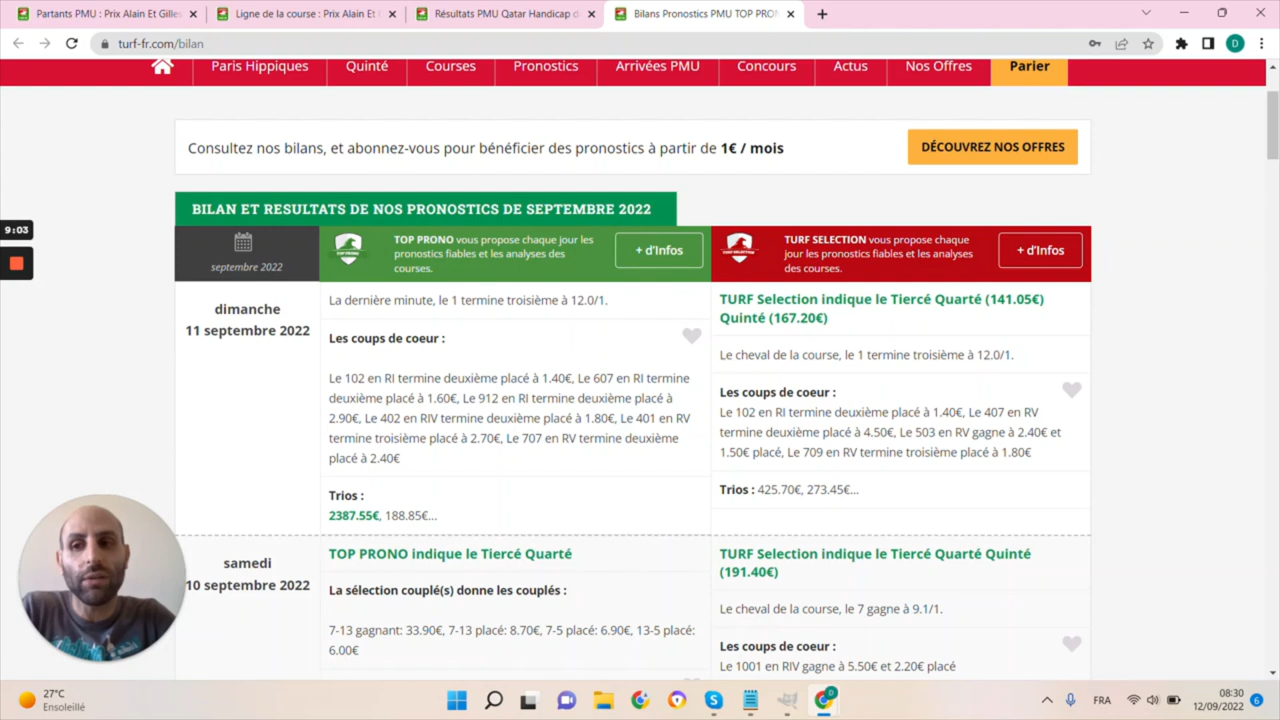 Partants PMU : Prix Alain Et Gilles
Ligne de la course : Prix Alain Et
Résultats PMU Qatar Handicap d
Bilans Pronostics PMU TOP PRON
turf-fr.com/bilan
D
Paris Hippiques
Quinté
Courses
Pronostics
Arrivées PMU
Concours
Actus
Nos Offres
Parier
Consultez nos bilans, et abonnez-vous pour bénéficier des pronostics à partir de 1€ / mois
DÉCOUVREZ NOS OFFRES
BILAN ET RESULTATS DE NOS PRONOSTICS DE SEPTEMBRE 2022
9:03
septembre 2022
TOP PRONO
TOP PRONO vous propose chaque jour les
pronostics fiables et les analyses des
courses.
+ d'Infos
TURF SELECTION
TURF SELECTION vous propose chaque
jour les pronostics fiables et les analyses
des courses.
+ d'Infos
dimanche
11 septembre 2022
La dernière minute, le 1 termine troisième à 12.0/1.
Les coups de coeur :
Le 102 en RI termine deuxième placé à 1.40€, Le 607 en RI termine
deuxième placé à 1.60€, Le 912 en RI termine deuxième placé à
2.90€, Le 402 en RIV termine deuxième placé à 1.80€, Le 401 en RV
termine troisième placé à 2.70€, Le 707 en RV termine deuxième
placé à 2.40€
Trios :
2387.55€, 188.85€...
TURF Selection indique le Tiercé Quarté (141.05€)
Quinté (167.20€)
Le cheval de la course, le 1 termine troisième à 12.0/1.
Les coups de coeur :
Le 102 en RI termine deuxième placé à 1.40€, Le 407 en RV
termine deuxième placé à 4.50€, Le 503 en RV gagne à 2.40€ et
1.50€ placé, Le 709 en RV termine troisième placé à 1.80€
Trios : 425.70€, 273.45€...
samedi
10 septembre 2022
TOP PRONO indique le Tiercé Quarté
La sélection couplé(s) donne les couplés :
7-13 gagnant: 33.90€, 7-13 placé: 8.70€, 7-5 placé: 6.90€, 13-5 placé:
6.00€
TURF Selection indique le Tiercé Quarté Quinté
(191.40€)
Le cheval de la course, le 7 gagne à 9.1/1.
Les coups de coeur :
Le 1001 en RIV gagne à 5.50€ et 2.20€ placé
27°C
Ensoleillé
FRA
08:30
12/09/2022
6